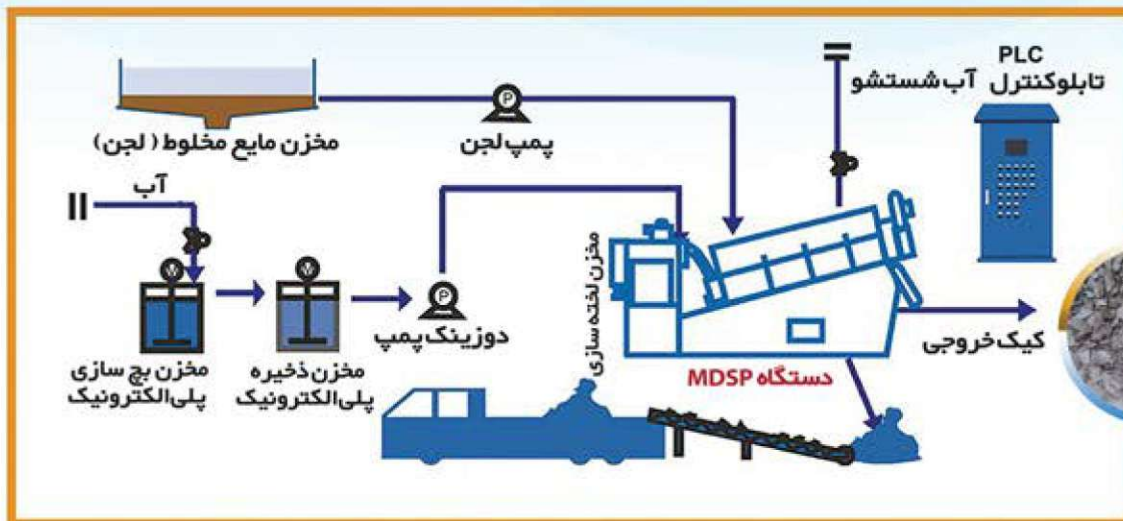 PLC
تابلوکنترل
آب شستشو
مخزن مایع مخلوط ( لجن )
P
پمپ لجن
آب
M
M
P
دوزینک پمپ
مخزن لخته سازی
کیک خروجی
مخزن بچ سازی
پلی الکترونیک
مخزن ذخیره
پلی الکترونیک
دستگاه MDSP